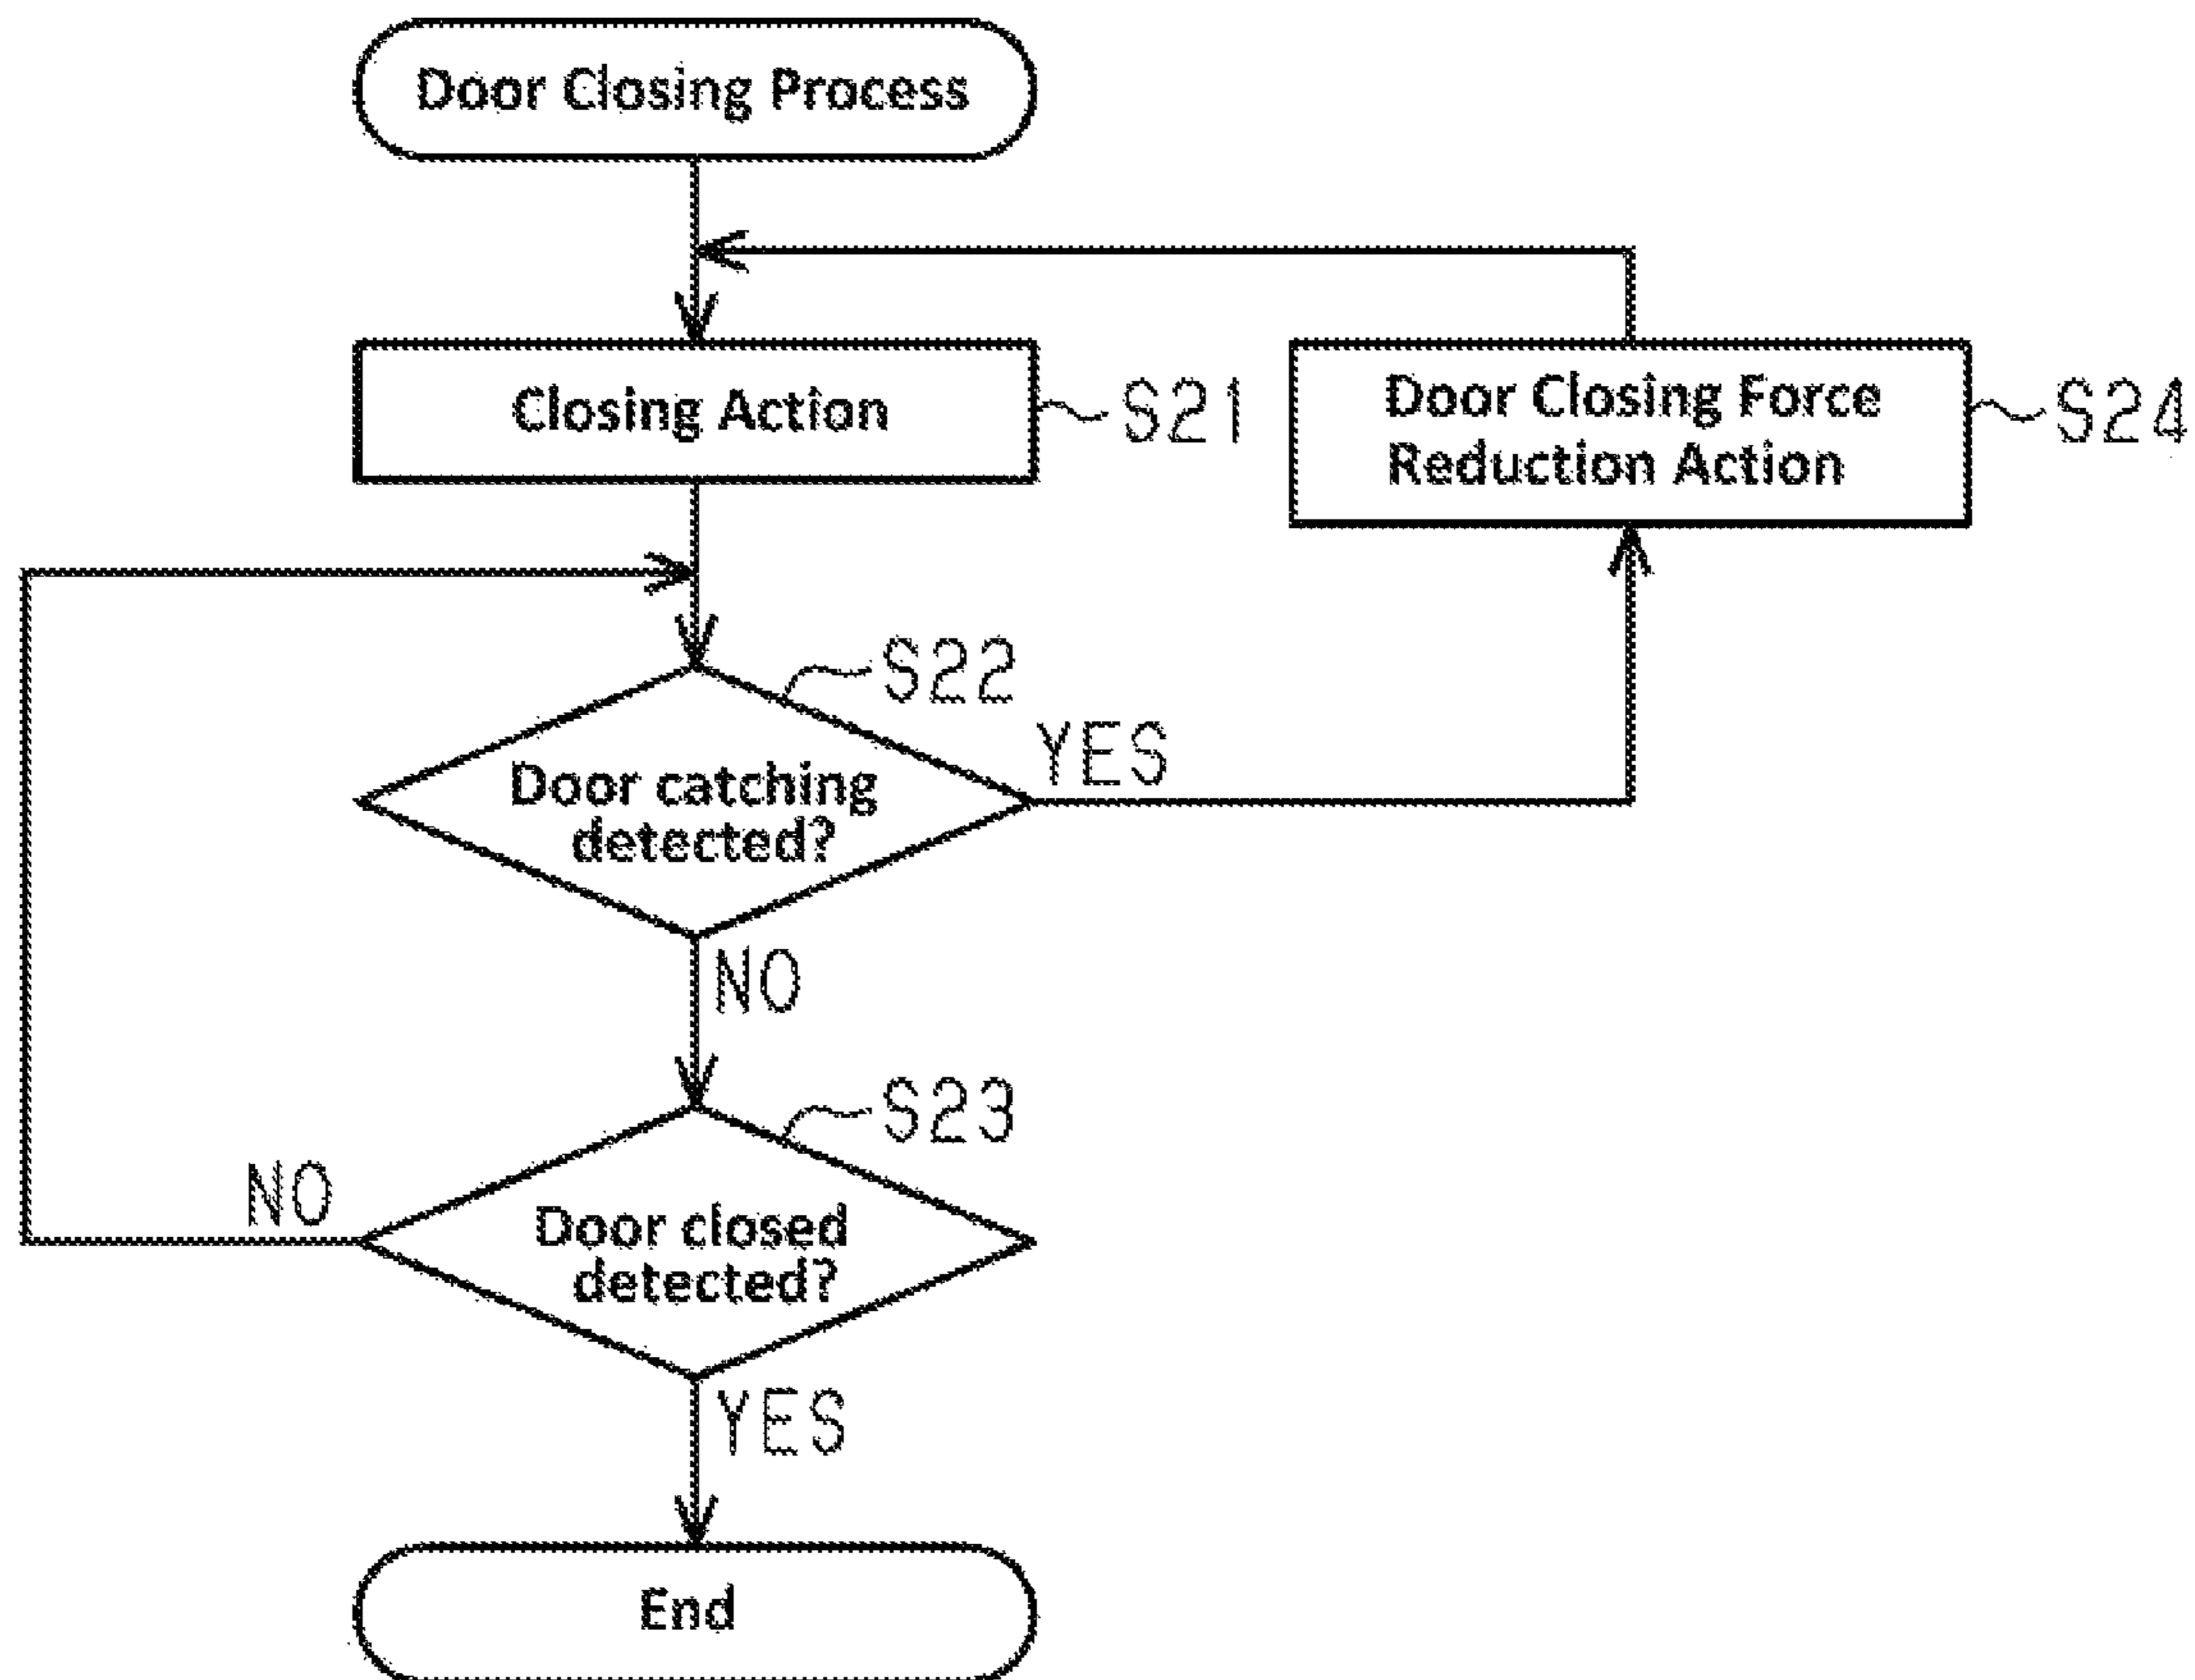 Door Closing Process
Closing Action
S21
Door Closing Force
Reduction Action
S24
S22
Door catching
detected?
YES
NO
S23
Door closed
detected?
NO
YES
End